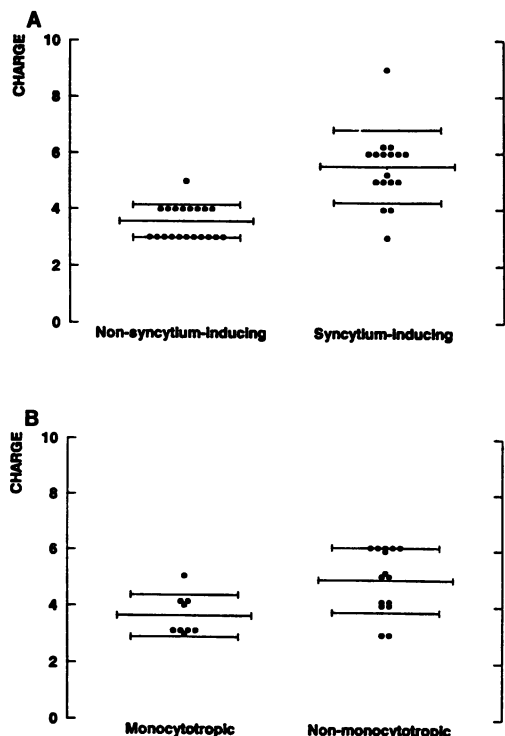 A
CHARGE
10
8
6
4
2
0
Non-syncytium-inducing Syncytium-inducing
B
CHARGE
10
8
6
4
2
0
Monocytotropic Non-monocytotropic